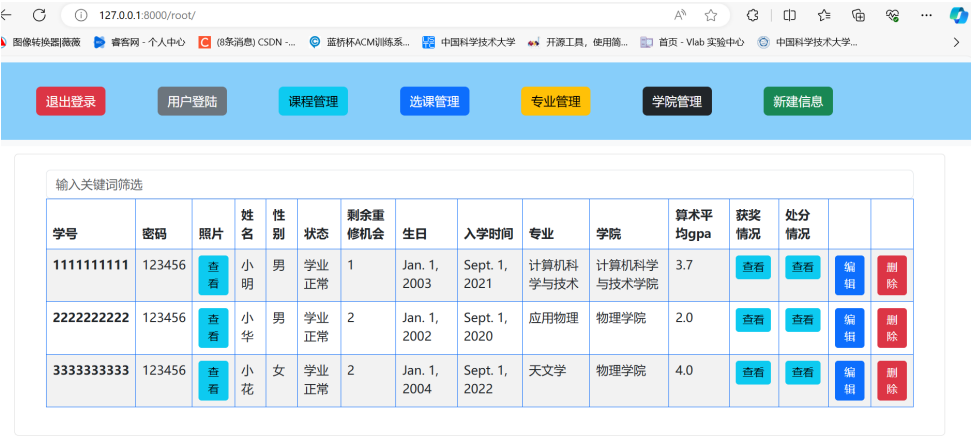 127.0.0.1:8000/root/
图像转换器|薇薇 睿客网 - 个人中心 (8条消息) CSDN -... 蓝桥杯ACM训练系... 中国科学技术大学 开源工具，使用简... 首页 - Vlab 实验中心 中国科学技术大学...
退出登录 用户登陆 课程管理 选课管理 专业管理 学院管理 新建信息
输入关键词筛选
学号 密码 照片 姓名 性别 状态 剩余重修机会 生日 入学时间 专业 学院 算术平均gpa 获奖情况 处分情况
1111111111 123456 查看 小明 男 学业正常 1 Jan. 1, 2003 Sept. 1, 2021 计算机科学与技术 计算机科学与技术学院 3.7 查看 查看 编辑 删除
2222222222 123456 查看 小华 男 学业正常 2 Jan. 1, 2002 Sept. 1, 2020 应用物理 物理学院 2.0 查看 查看 编辑 删除
3333333333 123456 查看 小花 女 学业正常 2 Jan. 1, 2004 Sept. 1, 2022 天文学 物理学院 4.0 查看 查看 编辑 删除